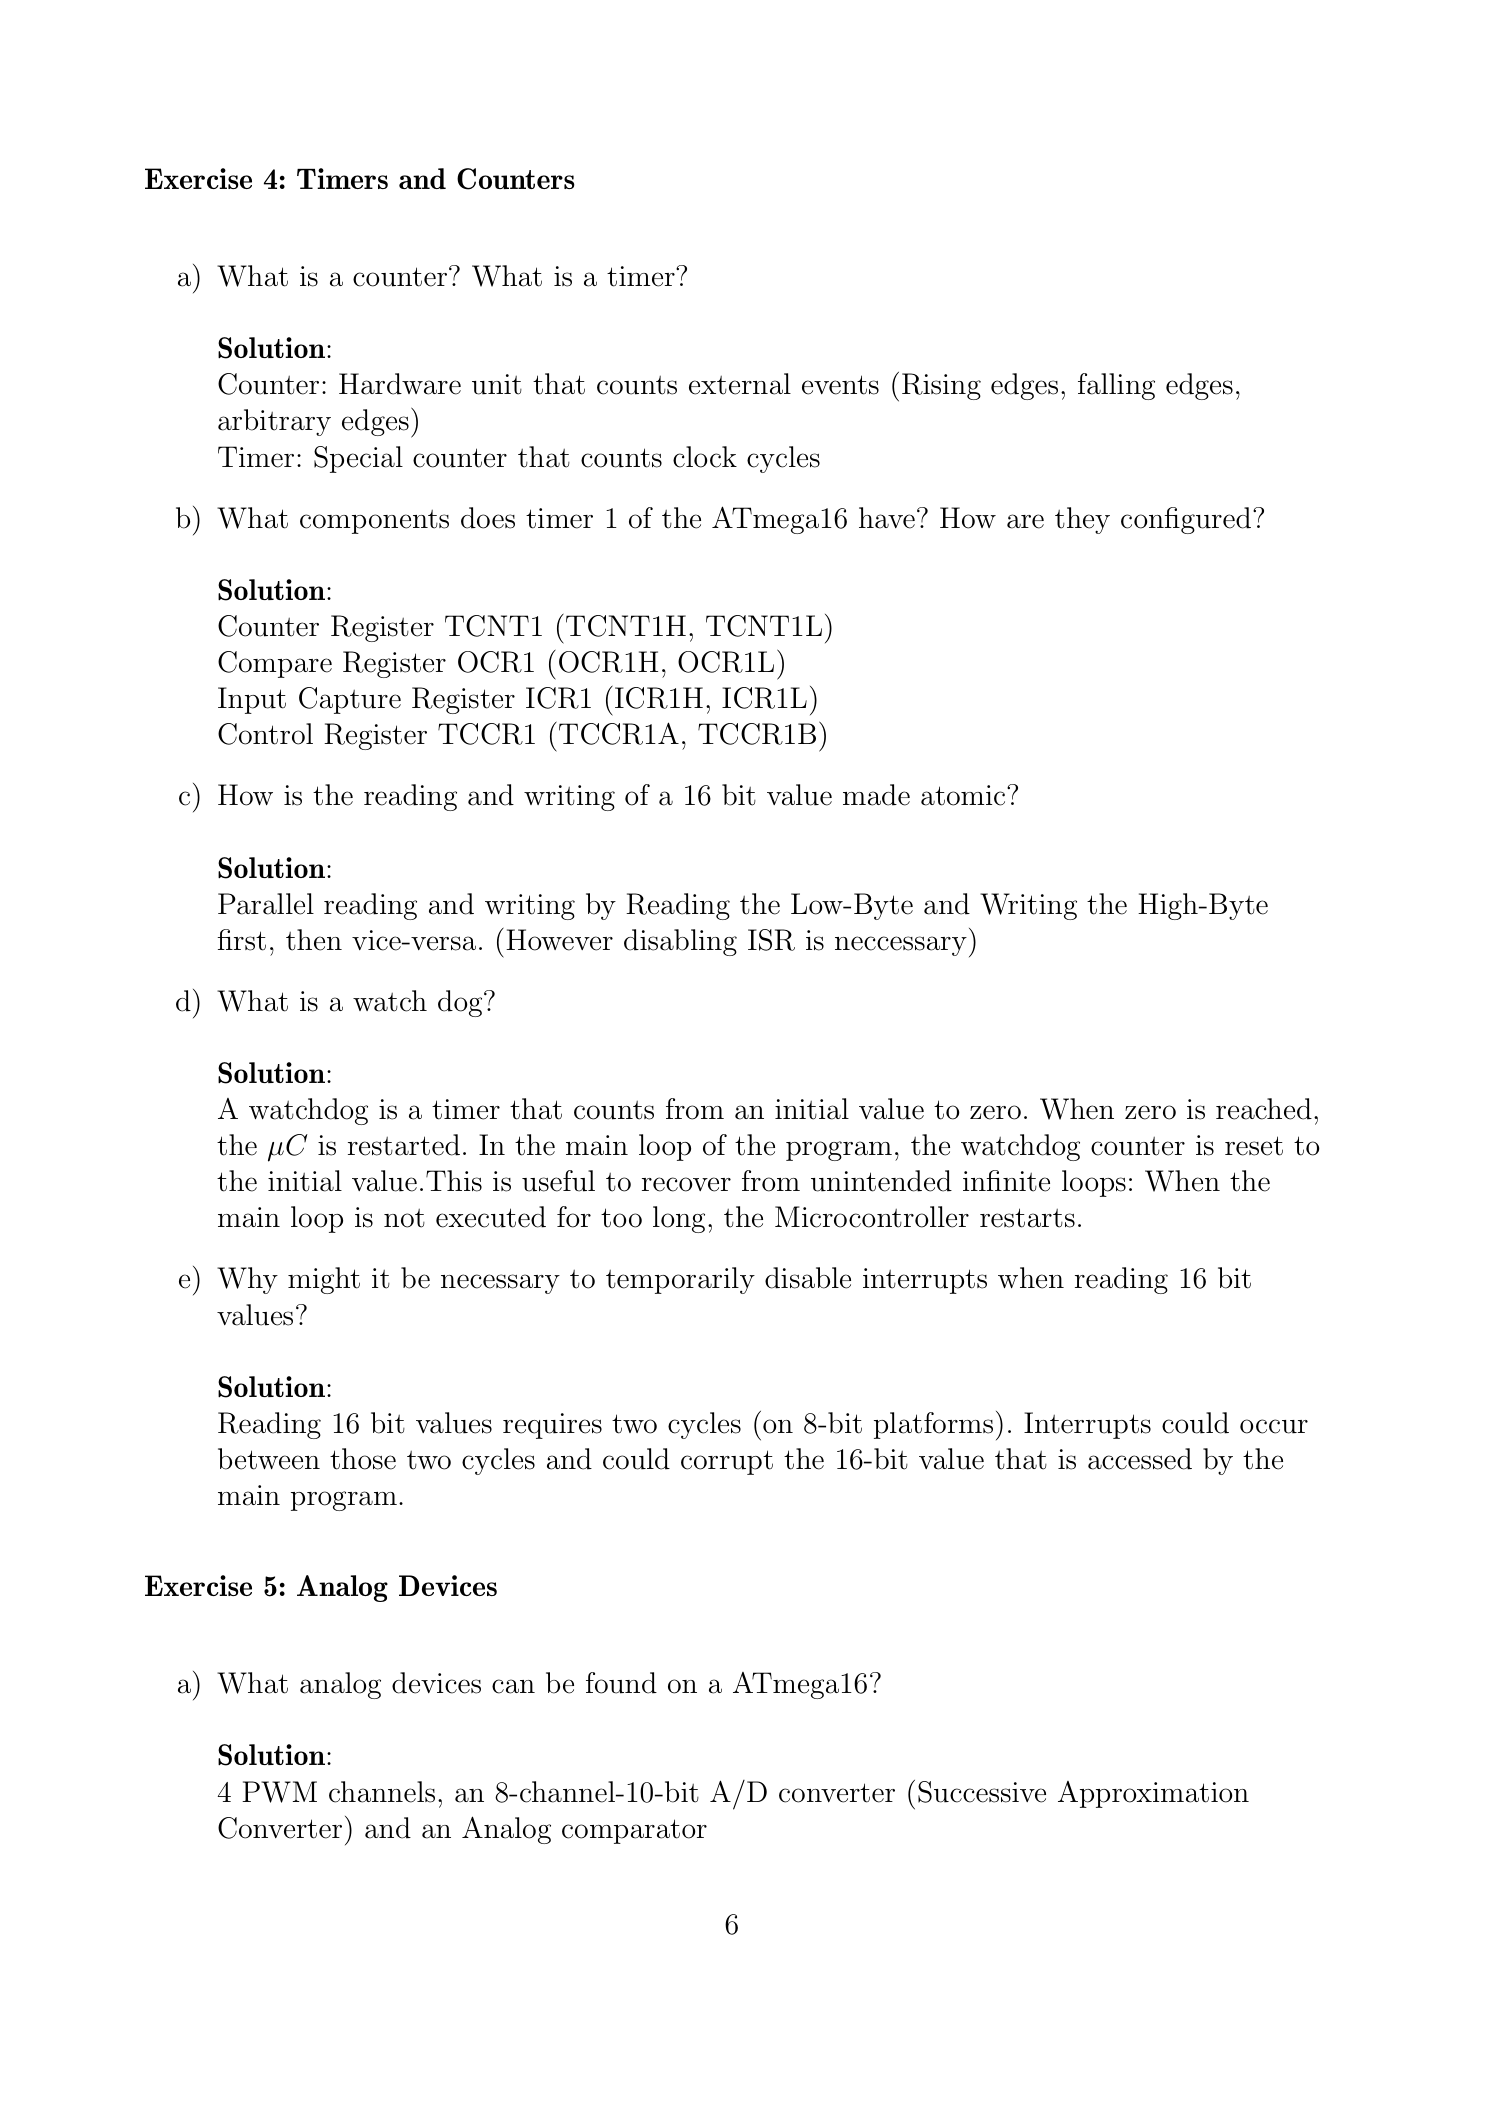 Exercise 4: Timers and Counters
a) What is a counter? What is a timer?
Solution:
Counter: Hardware unit that counts external events (Rising edges, falling edges,
arbitrary edges)
Timer: Special counter that counts clock cycles
b) What components does timer 1 of the ATmega16 have? How are they configured?
Solution:
Counter Register TCNT1 (TCNT1H, TCNT1L)
Compare Register OCR1 (OCR1H, OCR1L)
Input Capture Register ICR1 (ICR1H, ICR1L)
Control Register TCCR1 (TCCR1A, TCCR1B)
c) How is the reading and writing of a 16 bit value made atomic?
Solution:
Parallel reading and writing by Reading the Low-Byte and Writing the High-Byte
first, then vice-versa. (However disabling ISR is neccessary)
d) What is a watch dog?
Solution:
A watchdog is a timer that counts from an initial value to zero. When zero is reached,
the μC is restarted. In the main loop of the program, the watchdog counter is reset to
the initial value.This is useful to recover from unintended infinite loops: When the
main loop is not executed for too long, the Microcontroller restarts.
e) Why might it be necessary to temporarily disable interrupts when reading 16 bit
values?
Solution:
Reading 16 bit values requires two cycles (on 8-bit platforms). Interrupts could occur
between those two cycles and could corrupt the 16-bit value that is accessed by the
main program.
Exercise 5: Analog Devices
a) What analog devices can be found on a ATmega16?
Solution:
4 PWM channels, an 8-channel-10-bit A/D converter (Successive Approximation
Converter) and an Analog comparator
6